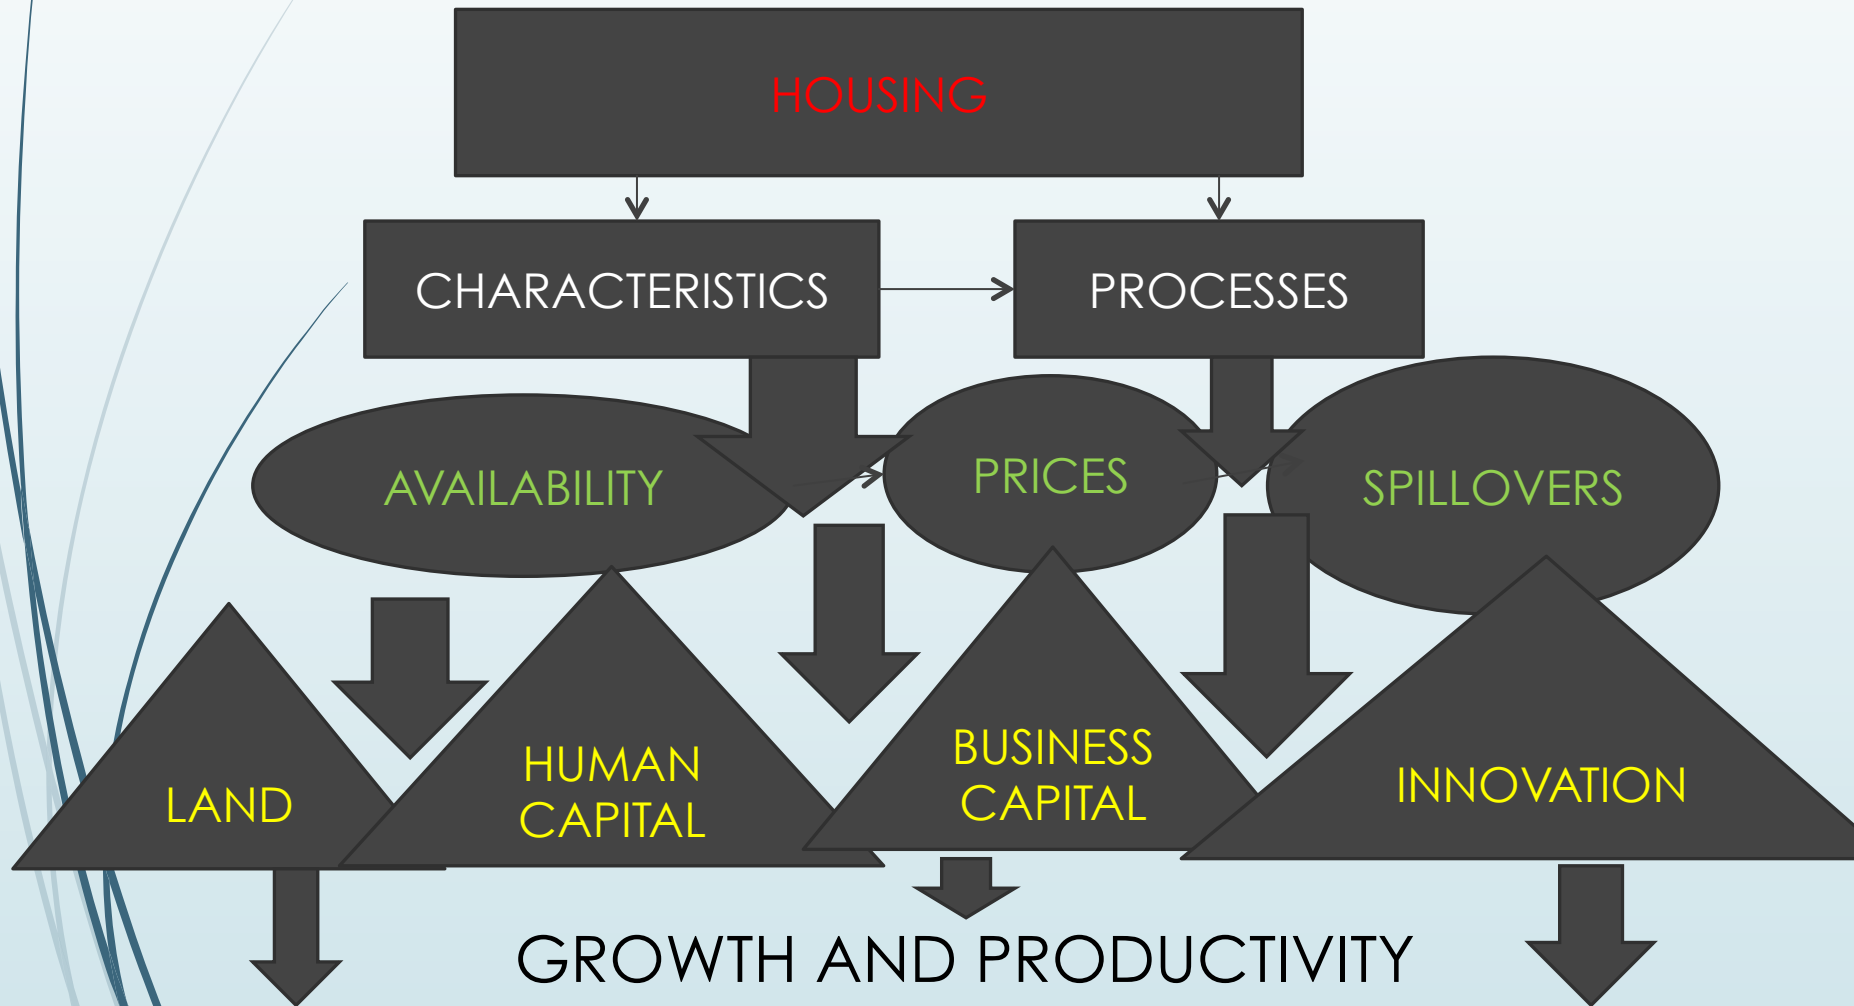 HOUSING
CHARACTERISTICS
PROCESSES
AVAILABILITY
PRICES
SPILLOVERS
LAND
HUMAN
CAPITAL
BUSINESS
CAPITAL
INNOVATION
GROWTH AND PRODUCTIVITY